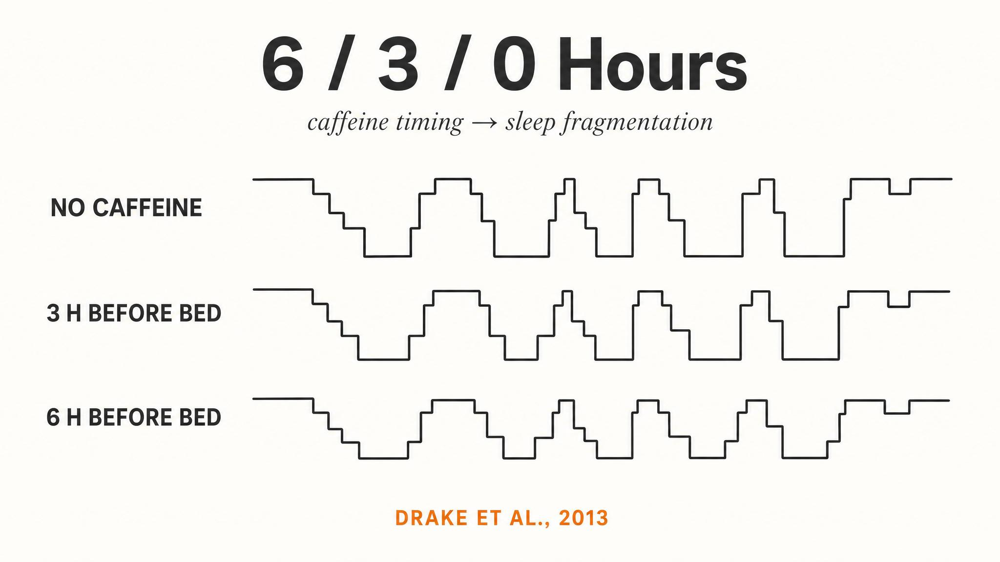 6 / 3 / 0 Hours
caffeine timing → sleep fragmentation
NO CAFFEINE
3 H BEFORE BED
6 H BEFORE BED
DRAKE ET AL., 2013